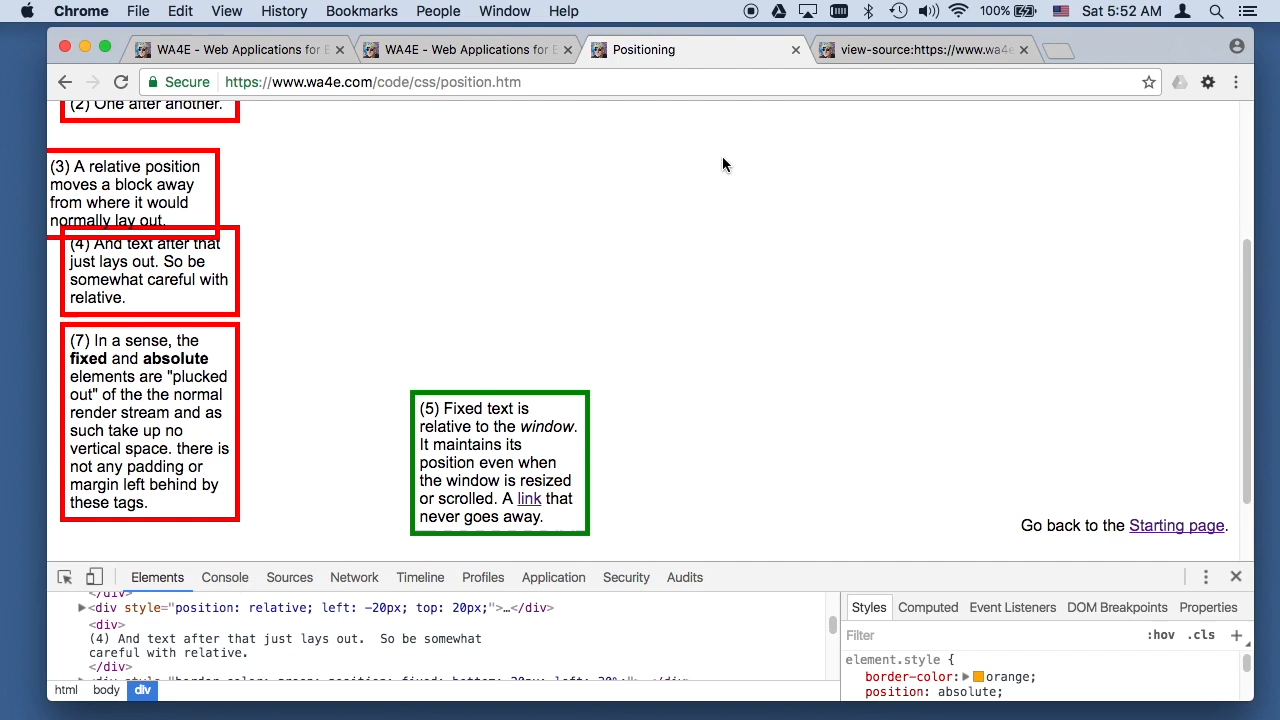 Chrome File Edit View History Bookmarks People Window Help 100% Sat 5:52 AM
WA4E - Web Applications for E WA4E - Web Applications for E Positioning view-source:https://www.wa4e
Secure https://www.wa4e.com/code/css/position.htm
(2) One after another.
(3) A relative position
moves a block away
from where it would
normally lay out.
(4) And text after that
just lays out. So be
somewhat careful with
relative.
(7) In a sense, the
fixed and absolute
elements are "plucked
out" of the the normal
render stream and as
such take up no
vertical space. there is
not any padding or
margin left behind by
these tags.
(5) Fixed text is
relative to the window.
It maintains its
position even when
the window is resized
or scrolled. A link that
never goes away.
Go back to the Starting page.
Elements Console Sources Network Timeline Profiles Application Security Audits
</div>
<div style="position: relative; left: -20px; top: 20px;">…</div>
<div>
(4) And text after that just lays out. So be somewhat
careful with relative.
</div>
html body div
Styles Computed Event Listeners DOM Breakpoints Properties
Filter :hov .cls +
element.style {
border-color: orange;
position: absolute;